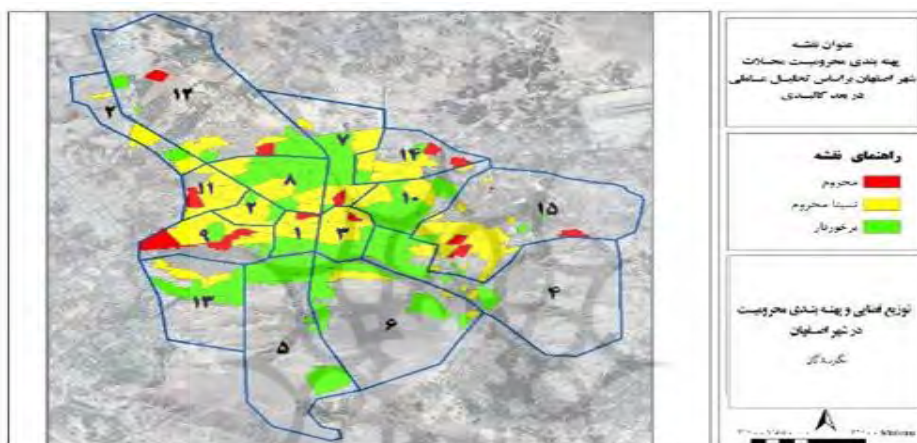 عنوان نقشه
پهنه بندی محرومیت محلات
شهر اصفهان براساس تحلیل عاملی
در بعد کالبدی
راهنمای نقشه
محروم
نسبتا محروم
برخوردار
توزیع فضایی و پهنه بندی محرومیت
در شهر اصفهان
نگارندگان
۱۲
۲
۷
۱۴
۱۱
۸
۱۰
۲
۱۵
۹
۱
۳
۱۳
۴
۶
۵